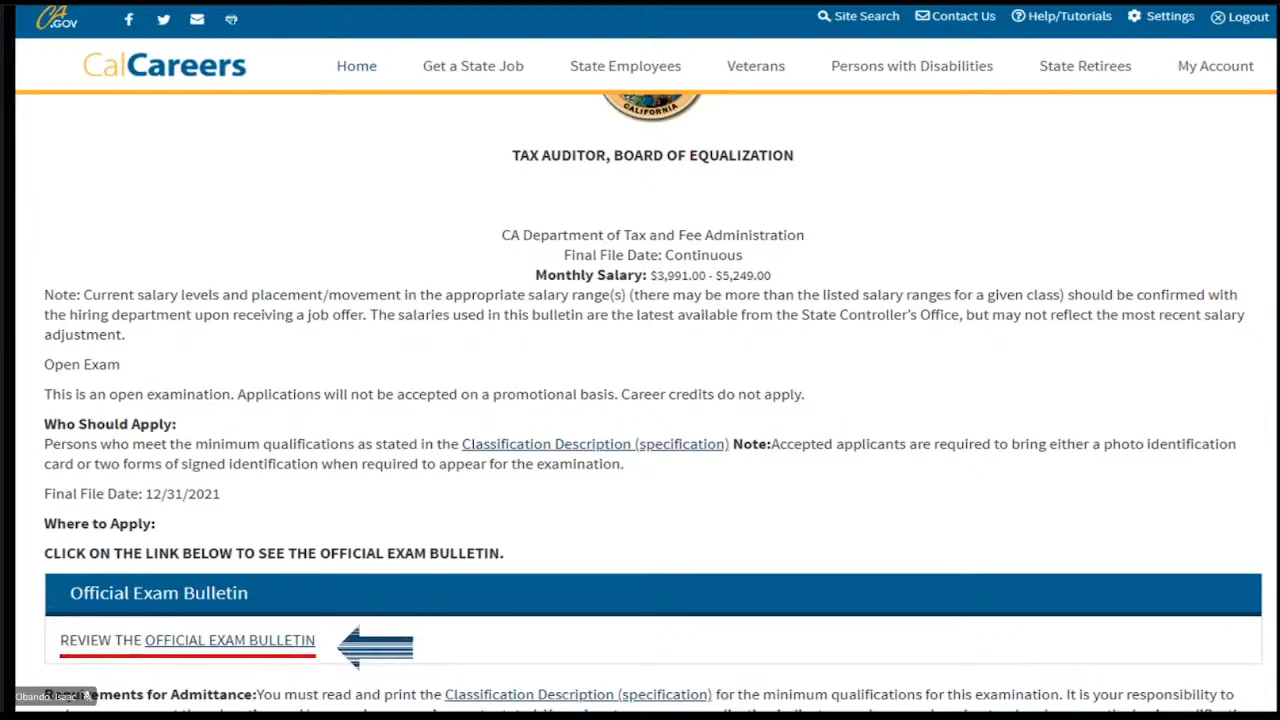 CA.GOV
Site Search Contact Us Help/Tutorials Settings Logout
CalCareers
Home Get a State Job State Employees Veterans Persons with Disabilities State Retirees My Account
CALIFORNIA
TAX AUDITOR, BOARD OF EQUALIZATION
CA Department of Tax and Fee Administration
Final File Date: Continuous
Monthly Salary: $3,991.00 - $5,249.00
Note: Current salary levels and placement/movement in the appropriate salary range(s) (there may be more than the listed salary ranges for a given class) should be confirmed with
the hiring department upon receiving a job offer. The salaries used in this bulletin are the latest available from the State Controller's Office, but may not reflect the most recent salary
adjustment.
Open Exam
This is an open examination. Applications will not be accepted on a promotional basis. Career credits do not apply.
Who Should Apply:
Persons who meet the minimum qualifications as stated in the Classification Description (specification) Note:Accepted applicants are required to bring either a photo identification
card or two forms of signed identification when required to appear for the examination.
Final File Date: 12/31/2021
Where to Apply:
CLICK ON THE LINK BELOW TO SEE THE OFFICIAL EXAM BULLETIN.
Official Exam Bulletin
REVIEW THE OFFICIAL EXAM BULLETIN
Obando, Isaac
Requirements for Admittance:You must read and print the Classification Description (specification) for the minimum qualifications for this examination. It is your responsibility to